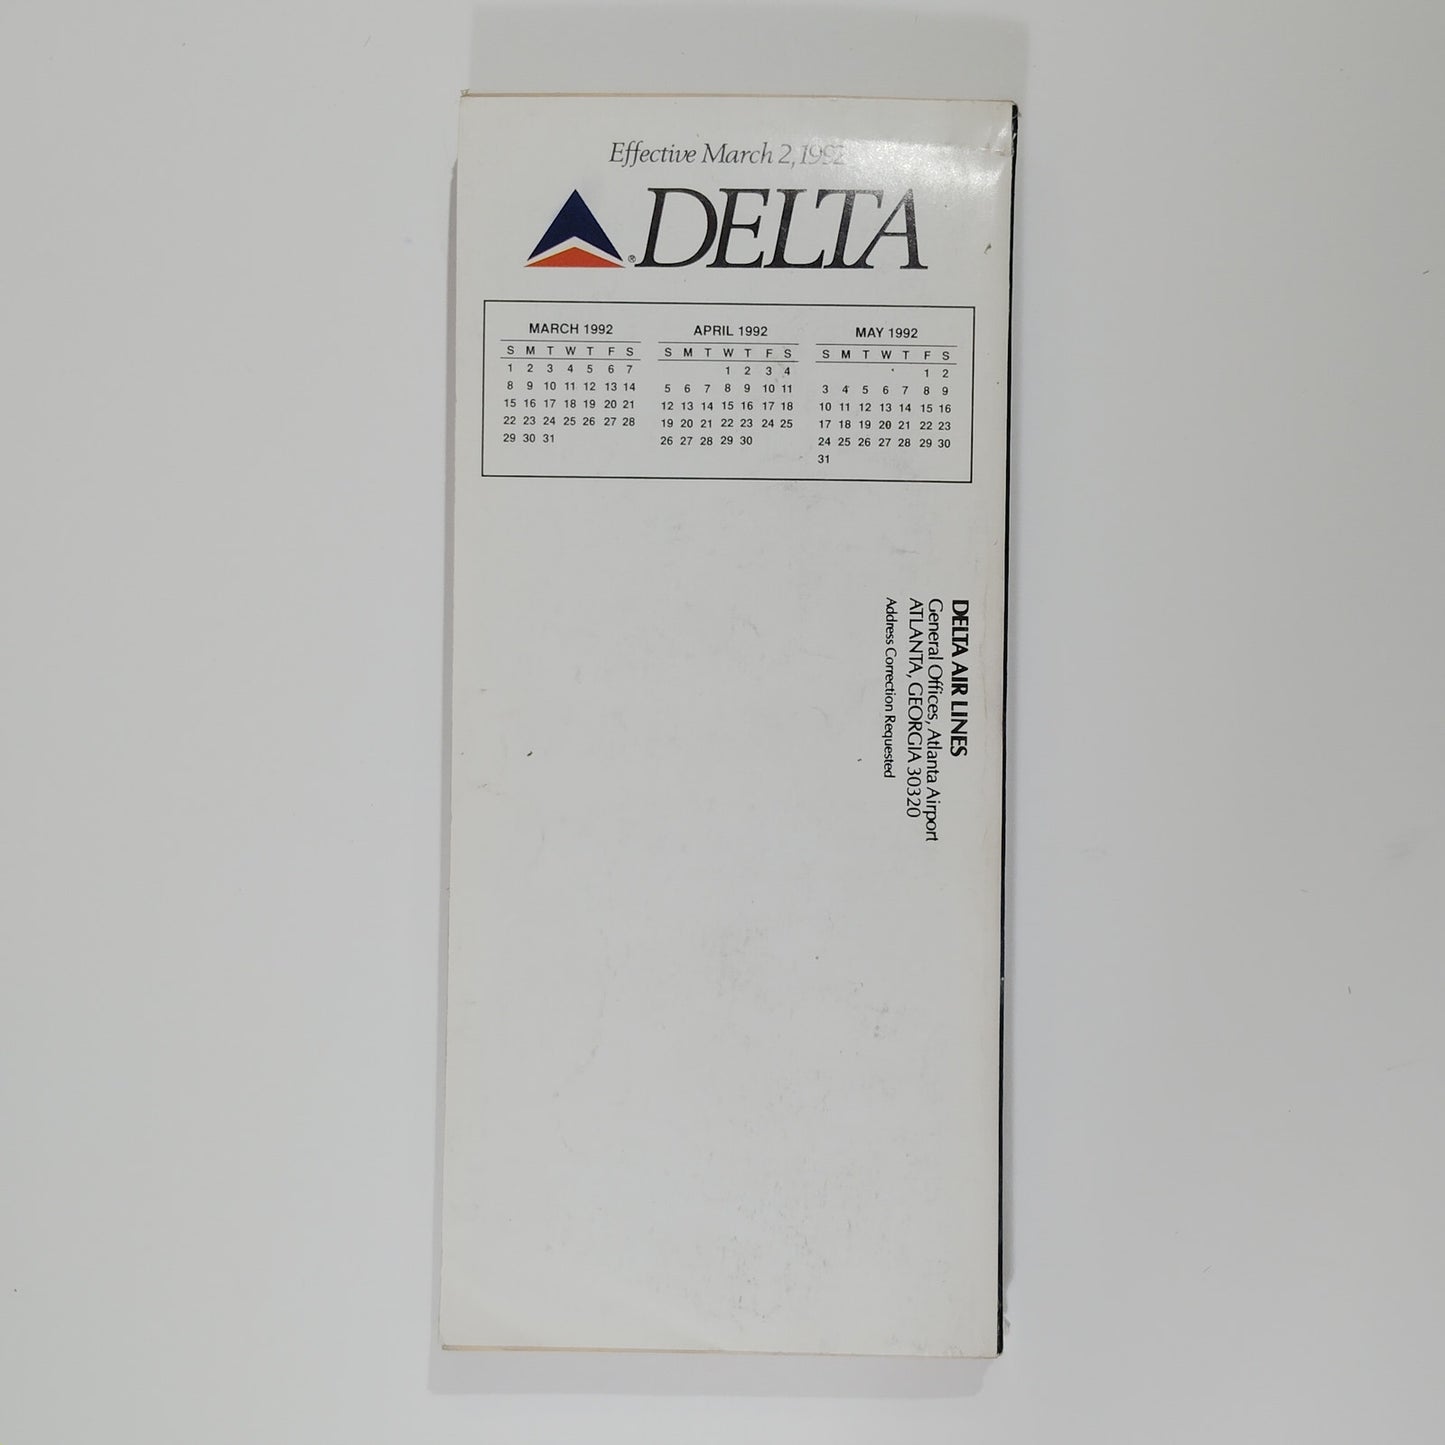 Effective March 2, 1992
® DELTA
MARCH 1992
S M T W T F S
1 2 3 4 5 6 7
8 9 10 11 12 13 14
15 16 17 18 19 20 21
22 23 24 25 26 27 28
29 30 31
APRIL 1992
S M T W T F S
1 2 3 4
5 6 7 8 9 10 11
12 13 14 15 16 17 18
19 20 21 22 23 24 25
26 27 28 29 30
MAY 1992
S M T W T F S
1 2
3 4 5 6 7 8 9
10 11 12 13 14 15 16
17 18 19 20 21 22 23
24 25 26 27 28 29 30
31
DELTA AIR LINES
General Offices, Atlanta Airport
ATLANTA, GEORGIA 30320
Address Correction Requested